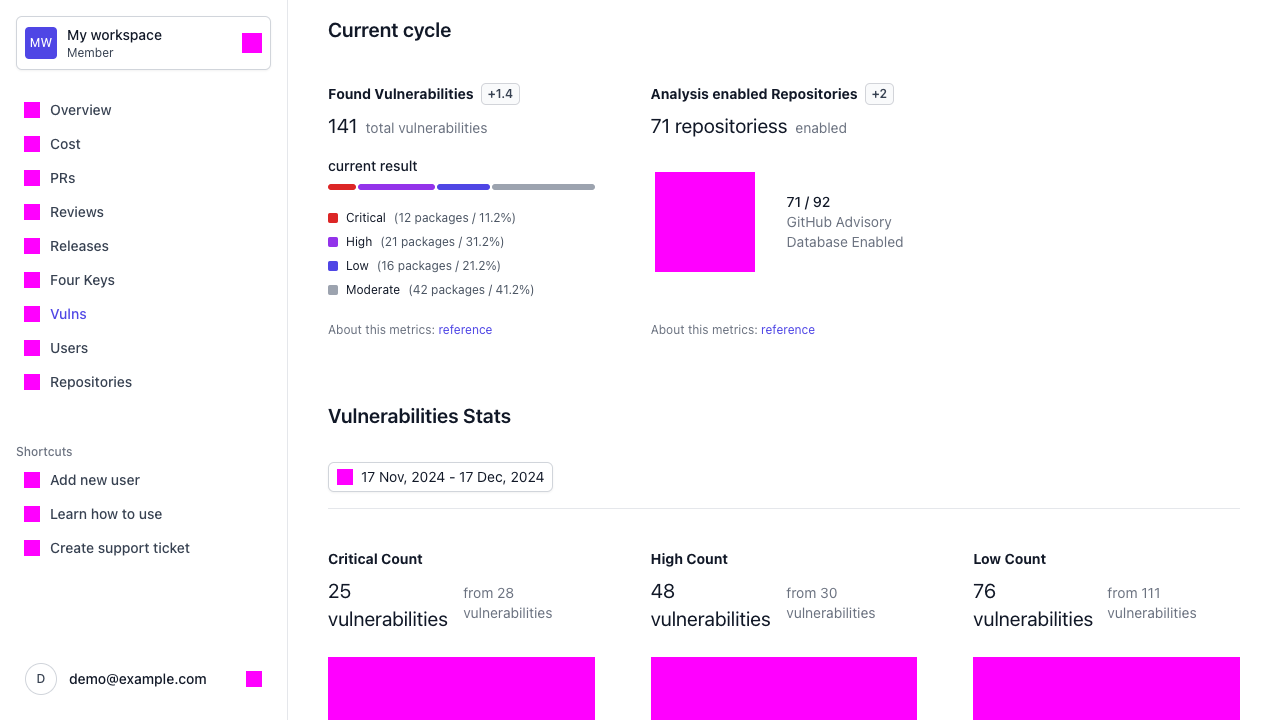 MW
My workspace
Member
Overview
Cost
PRs
Reviews
Releases
Four Keys
Vulns
Users
Repositories
Shortcuts
Add new user
Learn how to use
Create support ticket
D
demo@example.com
Current cycle
Found Vulnerabilities +1.4
141 total vulnerabilities
current result
Critical (12 packages / 11.2%)
High (21 packages / 31.2%)
Low (16 packages / 21.2%)
Moderate (42 packages / 41.2%)
About this metrics: reference
Analysis enabled Repositories +2
71 repositoriess enabled
71 / 92
GitHub Advisory
Database Enabled
About this metrics: reference
Vulnerabilities Stats
17 Nov, 2024 - 17 Dec, 2024
Critical Count
25
vulnerabilities
from 28
vulnerabilities
High Count
48
vulnerabilities
from 30
vulnerabilities
Low Count
76
vulnerabilities
from 111
vulnerabilities